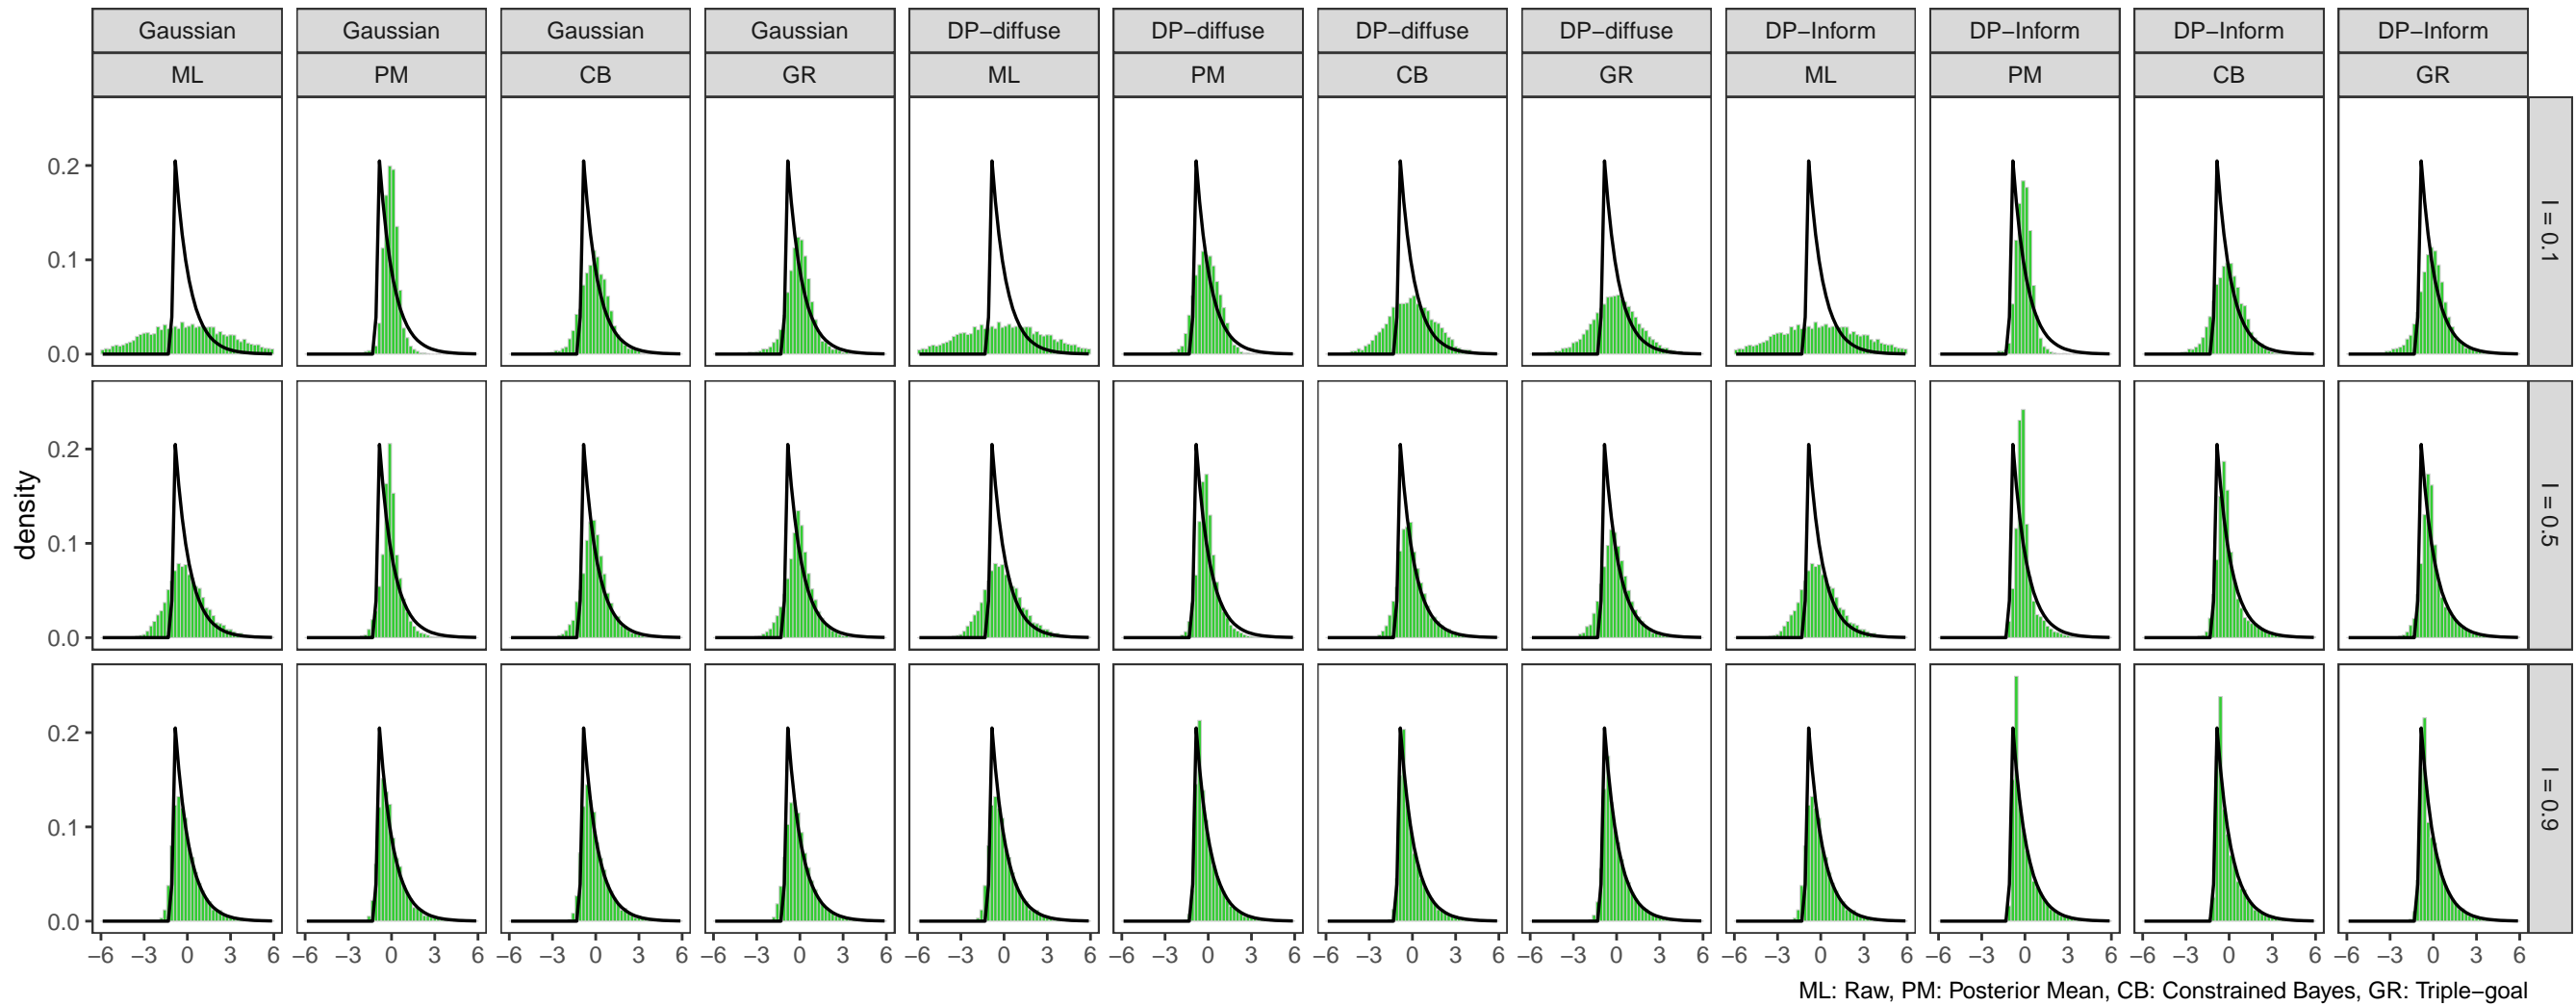 Gaussian Gaussian Gaussian Gaussian DP−diffuse DP−diffuse DP−diffuse DP−diffuse DP−Inform DP−Inform DP−Inform DP−Inform
ML PM CB GR ML PM CB GR ML PM CB GR
0.2
0.1
0.0
I = 0.1
0.2
0.1
0.0
I = 0.5
density
0.2
0.1
0.0
I = 0.9
−6 −3 0 3 6 −6 −3 0 3 6 −6 −3 0 3 6 −6 −3 0 3 6 −6 −3 0 3 6 −6 −3 0 3 6 −6 −3 0 3 6 −6 −3 0 3 6 −6 −3 0 3 6 −6 −3 0 3 6 −6 −3 0 3 6 −6 −3 0 3 6
ML: Raw, PM: Posterior Mean, CB: Constrained Bayes, GR: Triple−goal